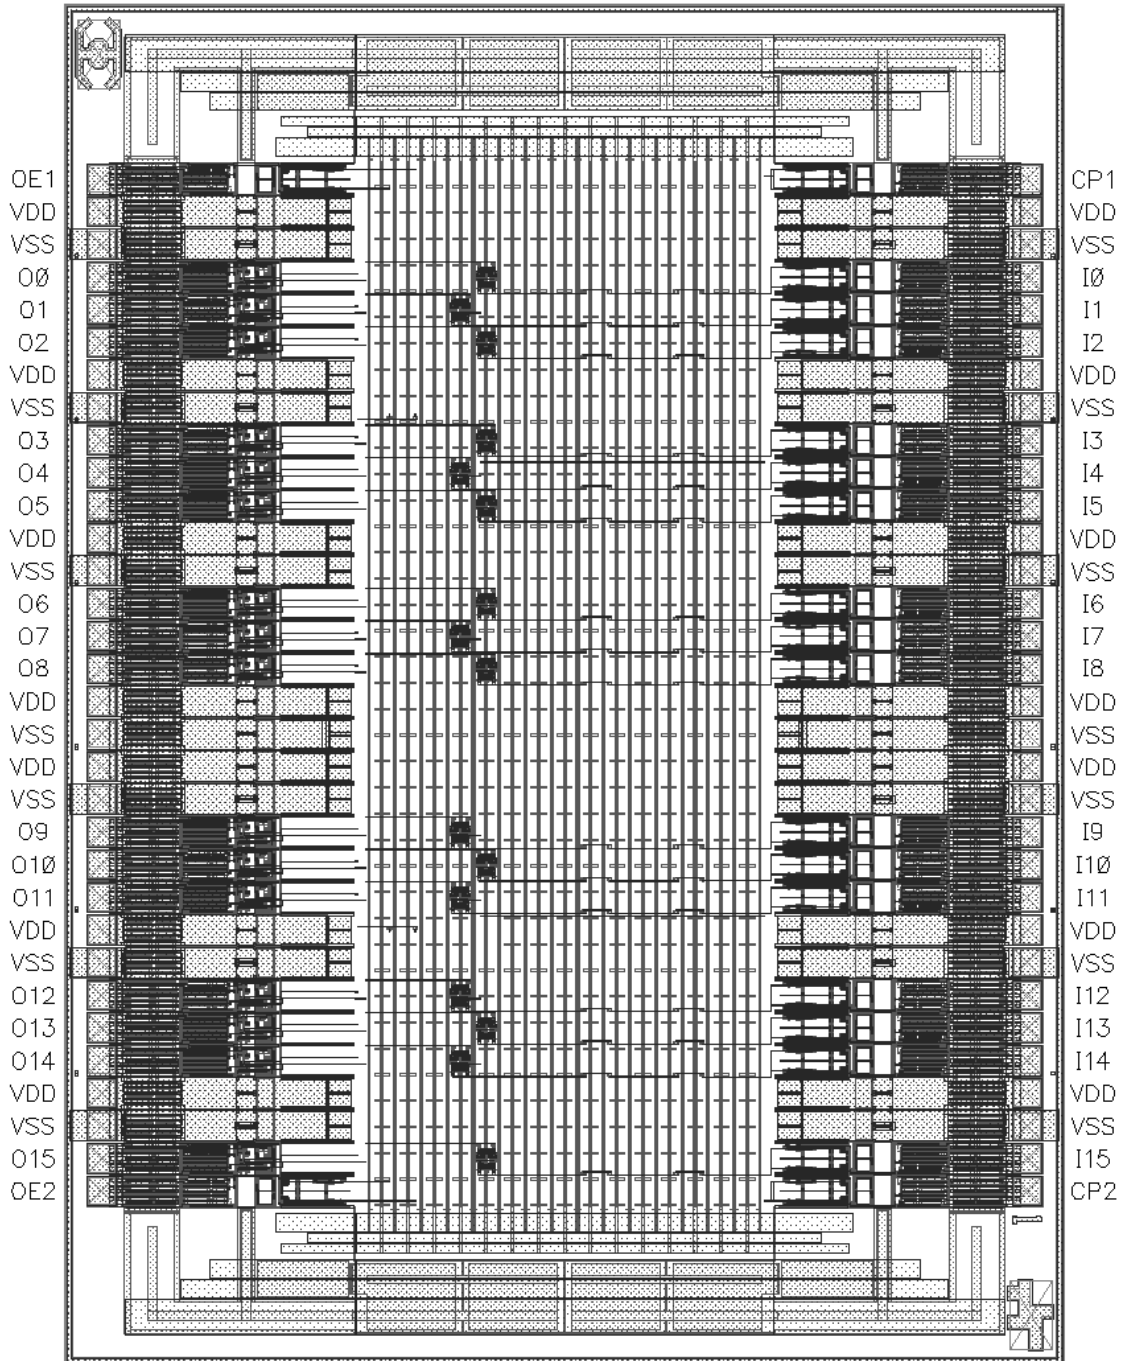 OE1 CP1
VDD VDD
VSS VSS
O0 I0
O1 I1
O2 I2
VDD VDD
VSS VSS
O3 I3
O4 I4
O5 I5
VDD VDD
VSS VSS
O6 I6
O7 I7
O8 I8
VDD VDD
VSS VSS
VDD VDD
VSS VSS
O9 I9
O10 I10
O11 I11
VDD VDD
VSS VSS
O12 I12
O13 I13
O14 I14
VDD VDD
VSS VSS
O15 I15
OE2 CP2